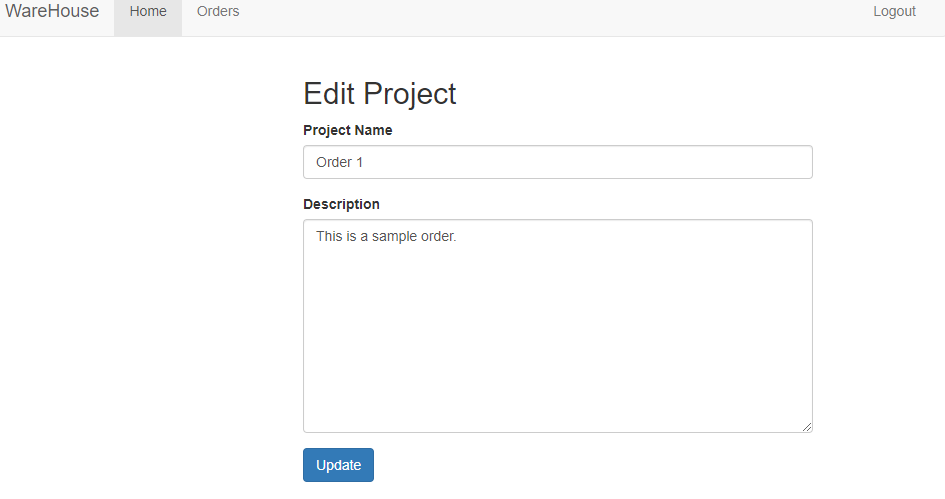 WareHouse Home Orders Logout
Edit Project
Project Name
Order 1
Description
This is a sample order.
Update